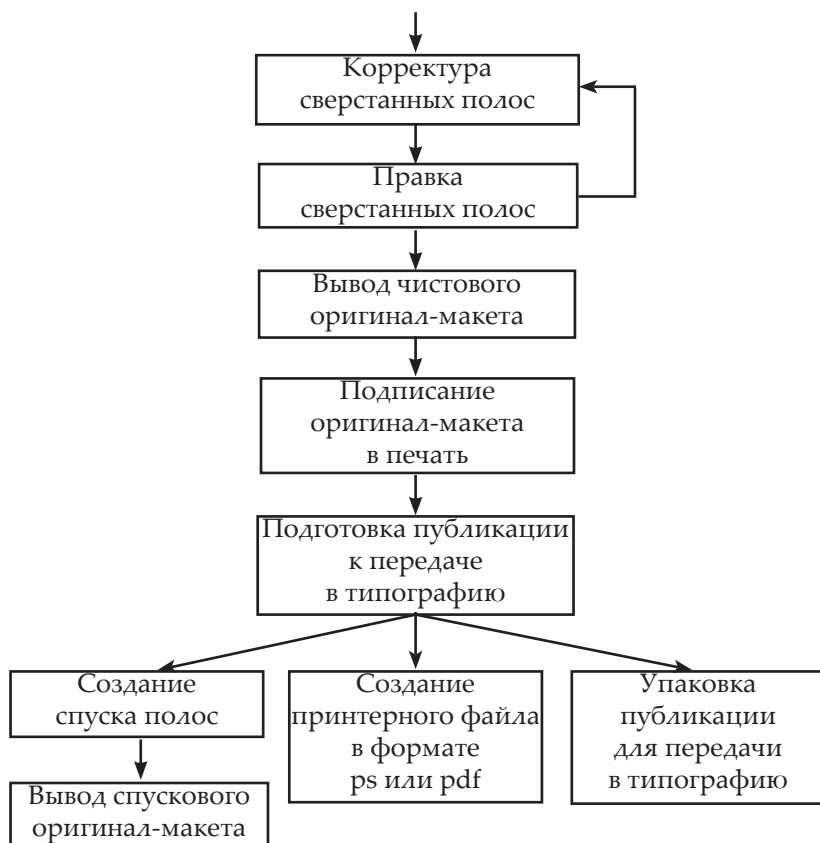 Корректура
сверстанных полос
Правка
сверстанных полос
Вывод чистового
оригинал-макета
Подписание
оригинал-макета
в печать
Подготовка публикации
к передаче
в типографию
Создание
спуска полос
Вывод спускового
оригинал-макета
Создание
принтерного файла
в формате
ps или pdf
Упаковка
публикации
для передачи
в типографию